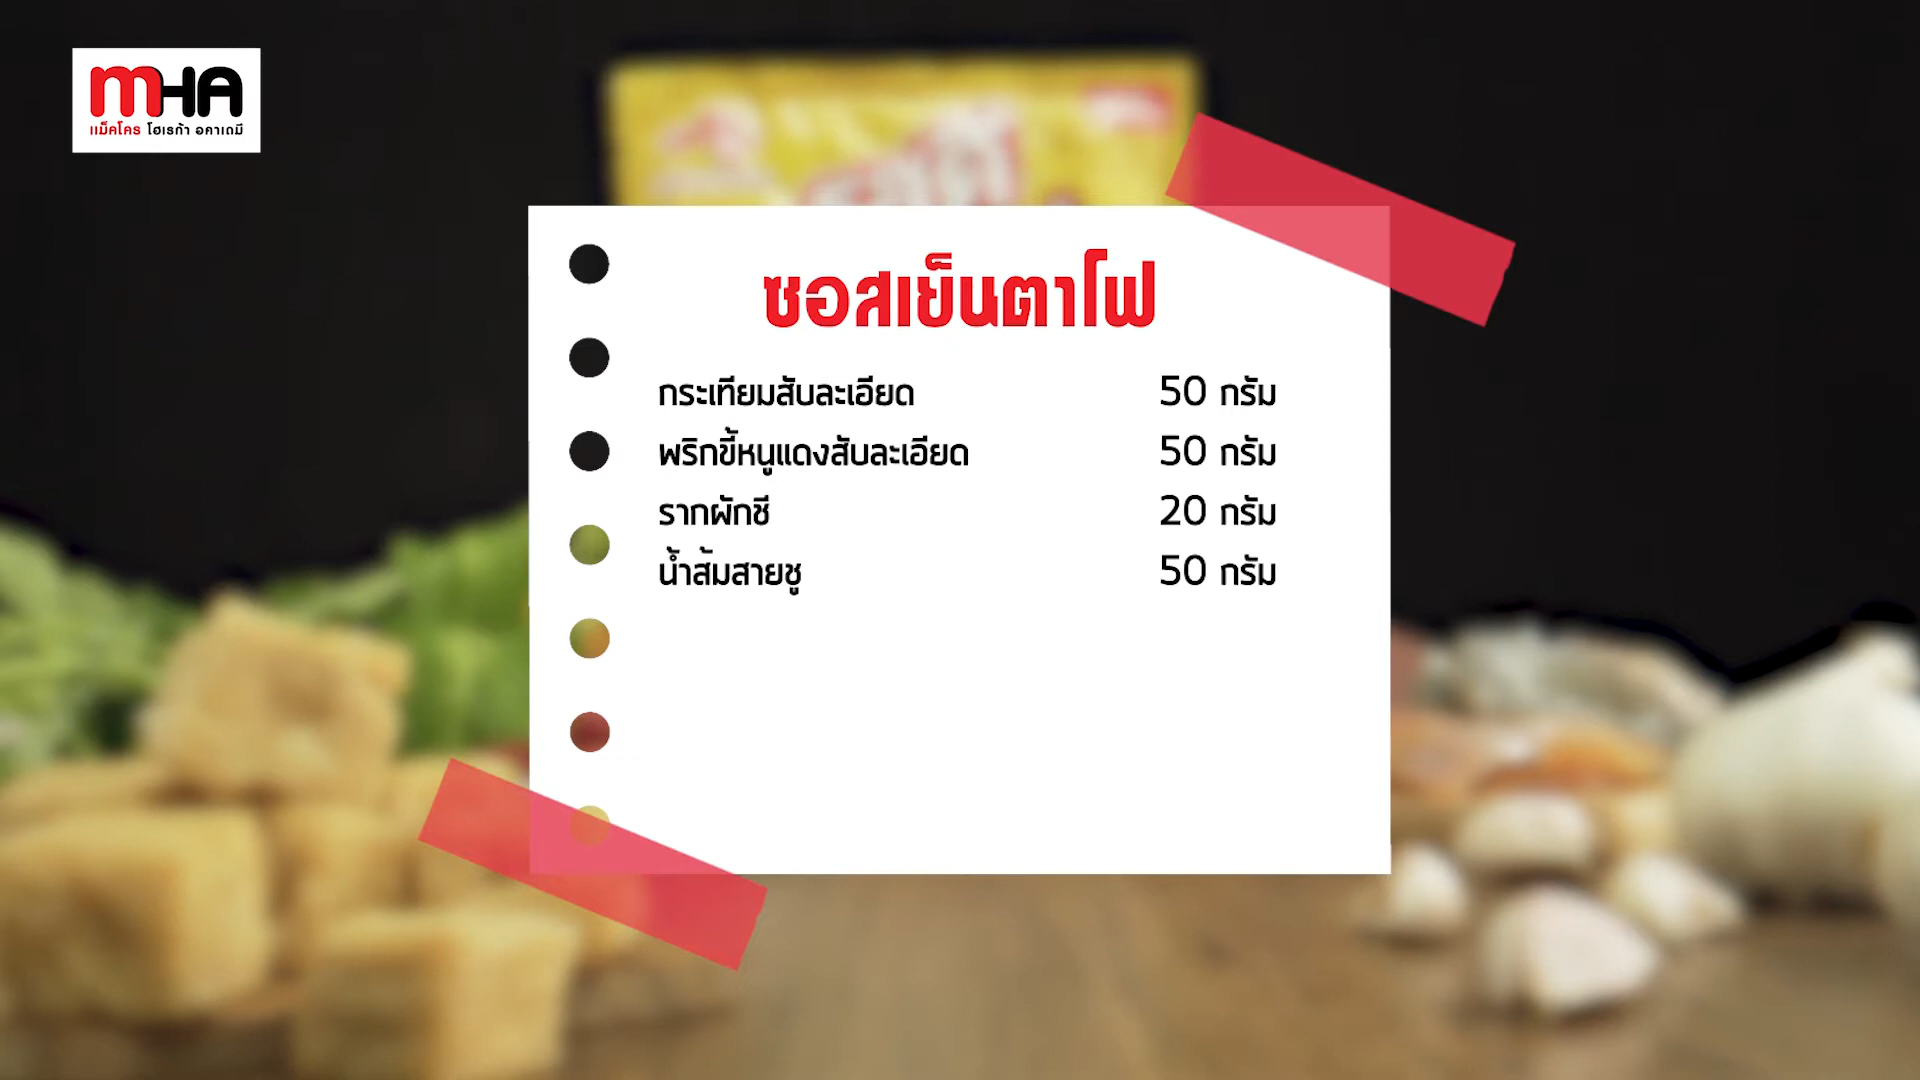 mHA
แม็คโคร โฮเรก้า อคาเดมี
ซอสเย็นตาโฟ
กระเทียมสับละเอียด 50 กรัม
พริกขี้หนูแดงสับละเอียด 50 กรัม
รากผักชี 20 กรัม
น้ำส้มสายชู 50 กรัม